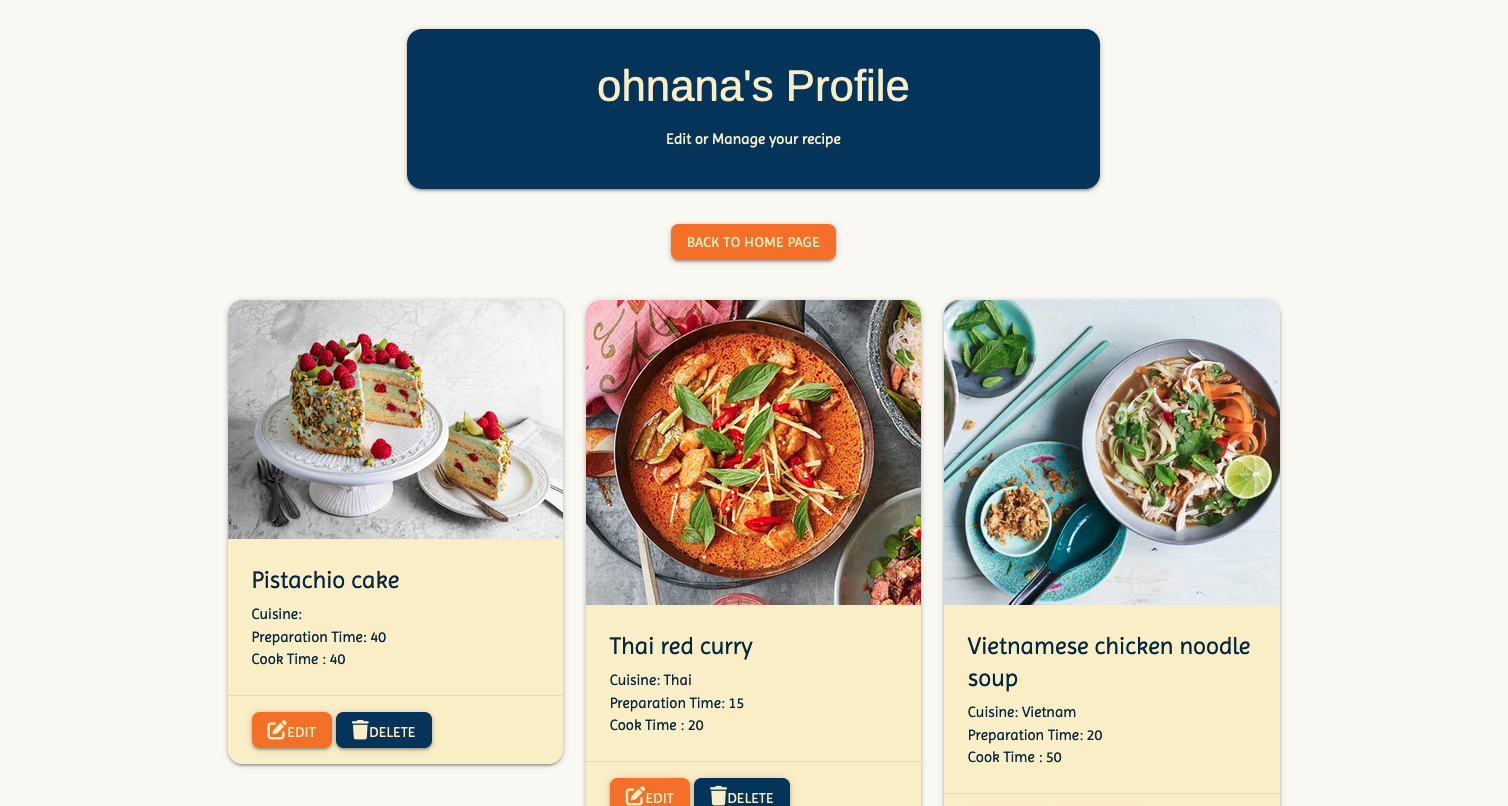 ohnana's Profile
Edit or Manage your recipe
BACK TO HOME PAGE
Pistachio cake
Cuisine:
Preparation Time: 40
Cook Time : 40
EDIT
DELETE
Thai red curry
Cuisine: Thai
Preparation Time: 15
Cook Time : 20
EDIT
DELETE
Vietnamese chicken noodle
soup
Cuisine: Vietnam
Preparation Time: 20
Cook Time : 50